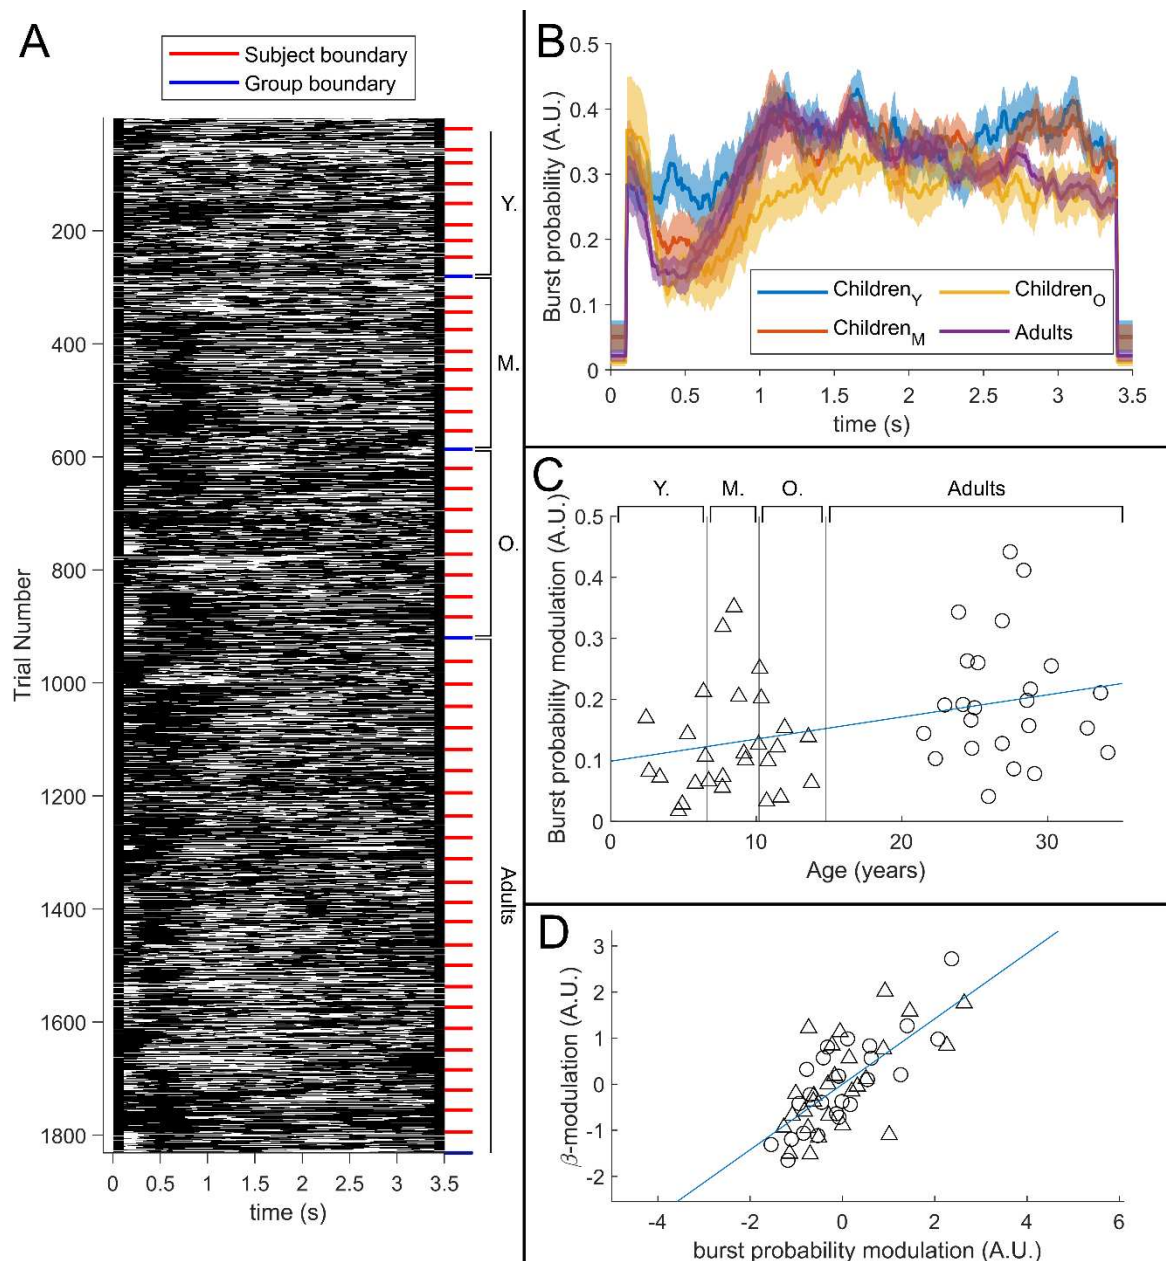 A
Subject boundary
Group boundary
200
400
600
800
1000
1200
1400
1600
1800
Trial Number
0 0.5 1 1.5 2 2.5 3 3.5
time (s)
Y.
M.
O.
Adults
B
0.5
0.4
0.3
0.2
0.1
0
Burst probability (A.U.)
Children_Y Children_O
Children_M Adults
0 0.5 1 1.5 2 2.5 3 3.5
time (s)
C
Y. M. O. Adults
0.5
0.4
0.3
0.2
0.1
0
Burst probability modulation (A.U.)
0 10 20 30
Age (years)
D
3
2
1
0
-1
-2
β-modulation (A.U.)
-4 -2 0 2 4 6
burst probability modulation (A.U.)